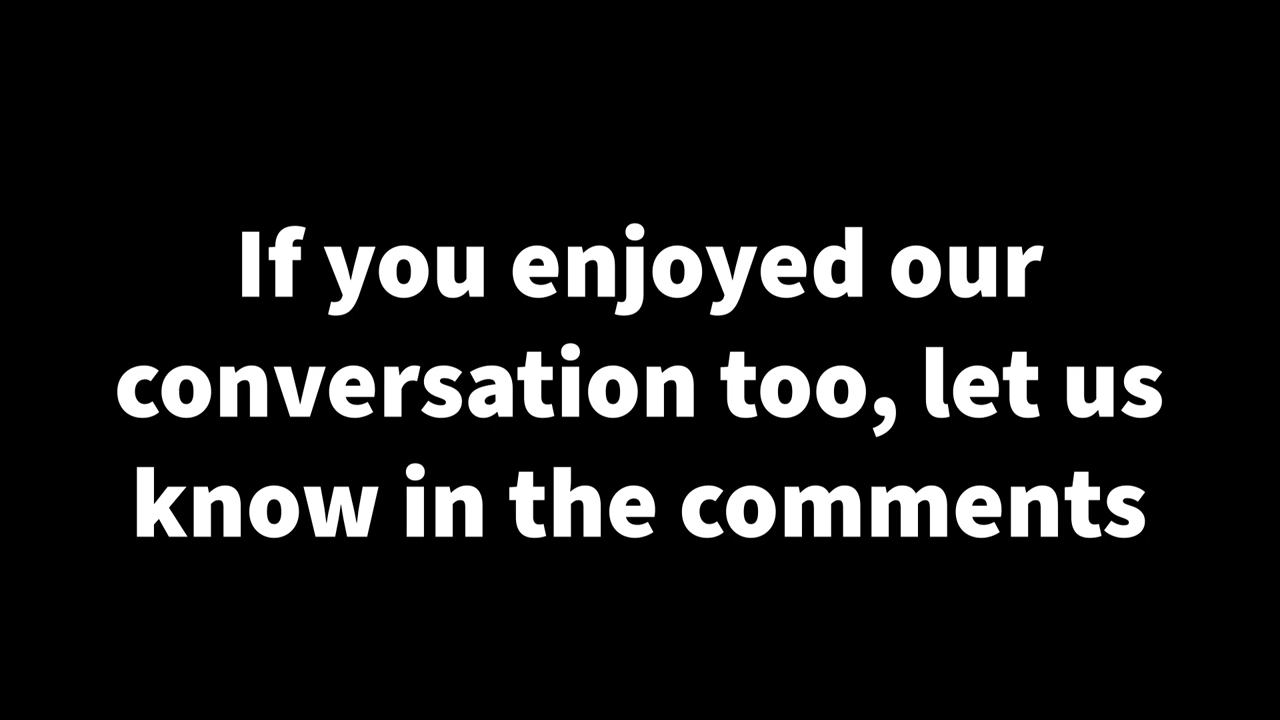 If you enjoyed our
conversation too, let us
know in the comments